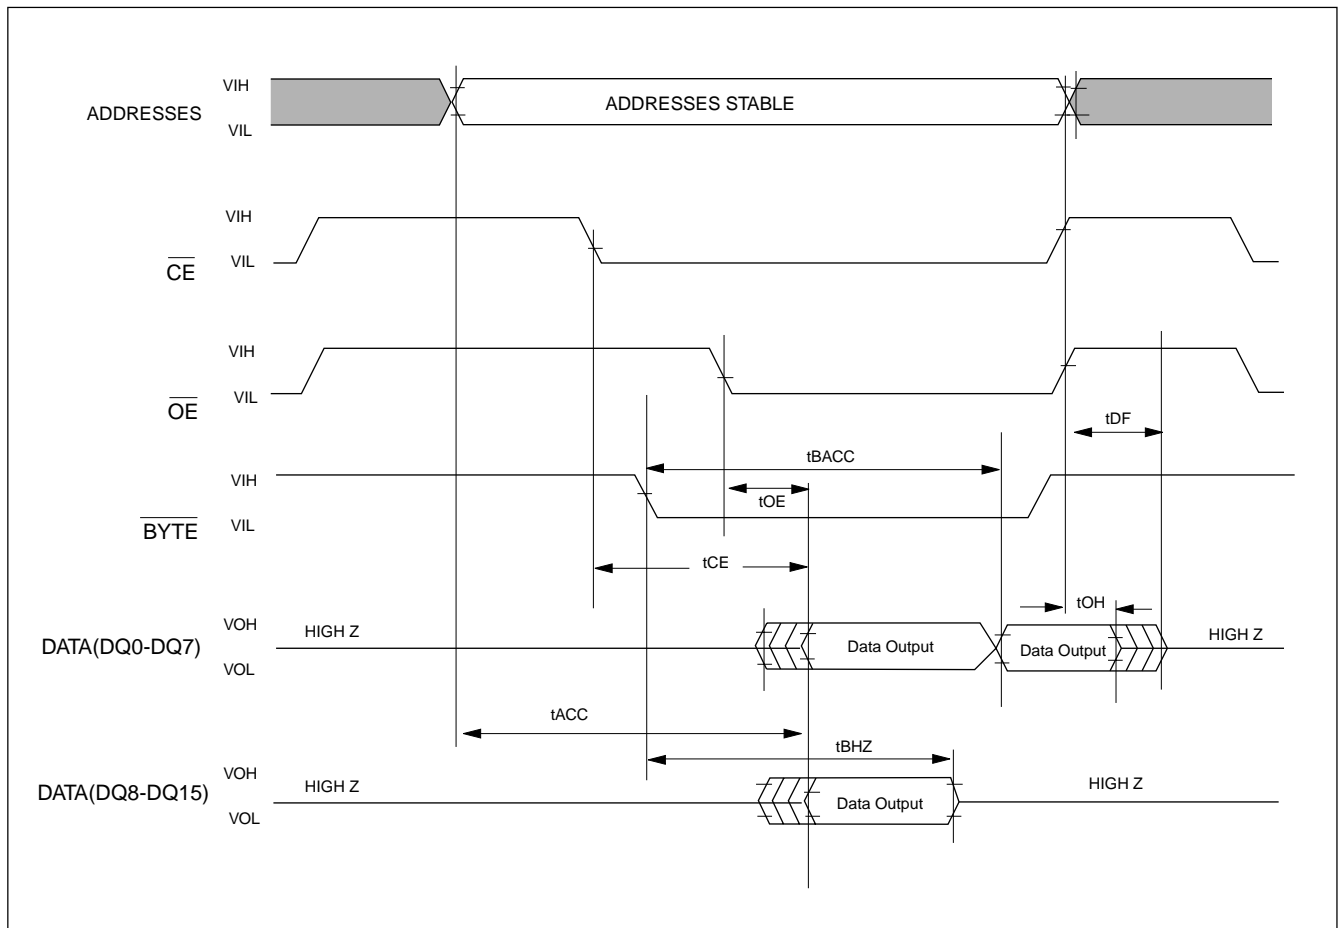 VIH
ADDRESSES
ADDRESSES STABLE
VIL
VIH
CE
VIL
VIH
OE
VIL
tDF
tBACC
VIH
tOE
BYTE
VIL
tCE
tOH
VOH
HIGH Z
DATA(DQ0-DQ7)
Data Output
Data Output
HIGH Z
VOL
tACC
tBHZ
VOH
HIGH Z
HIGH Z
DATA(DQ8-DQ15)
Data Output
VOL